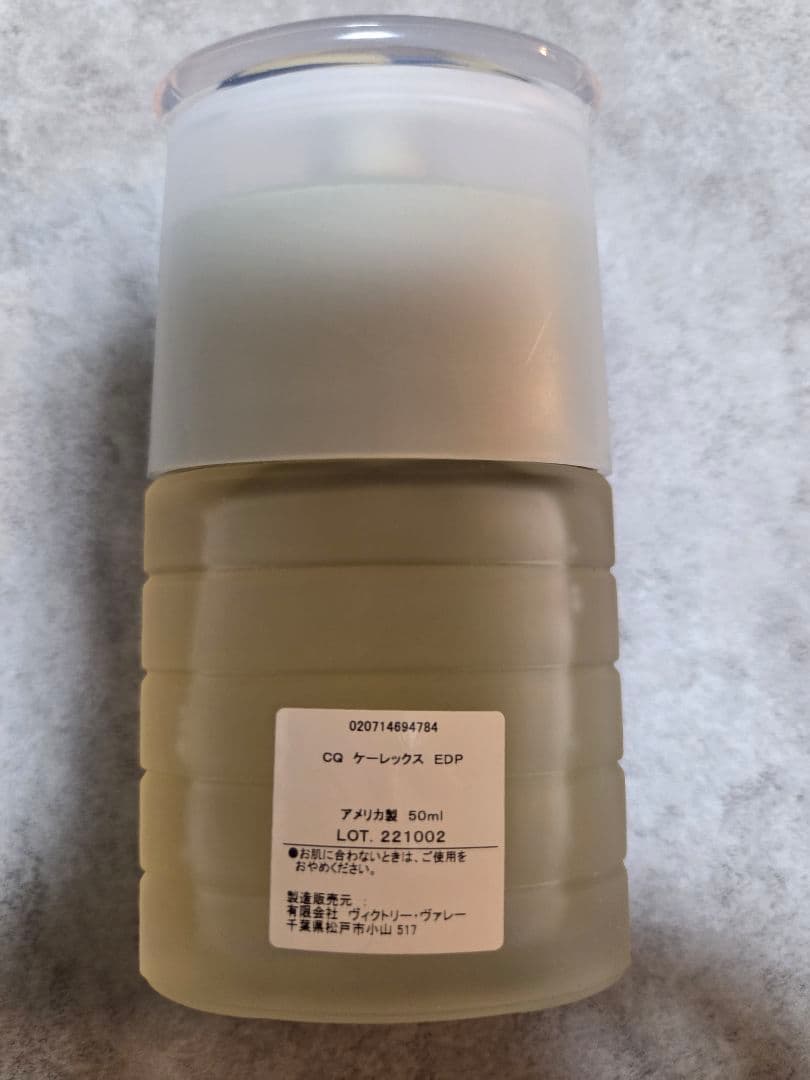 020714694784
CQ ケーレックス EDP
アメリカ製 50ml
LOT. 221002
●お肌に合わないときは、ご使用を
おやめください。
製造販売元 :
有限会社 ヴィクトリー・ヴァレー
千葉県松戸市小山 517